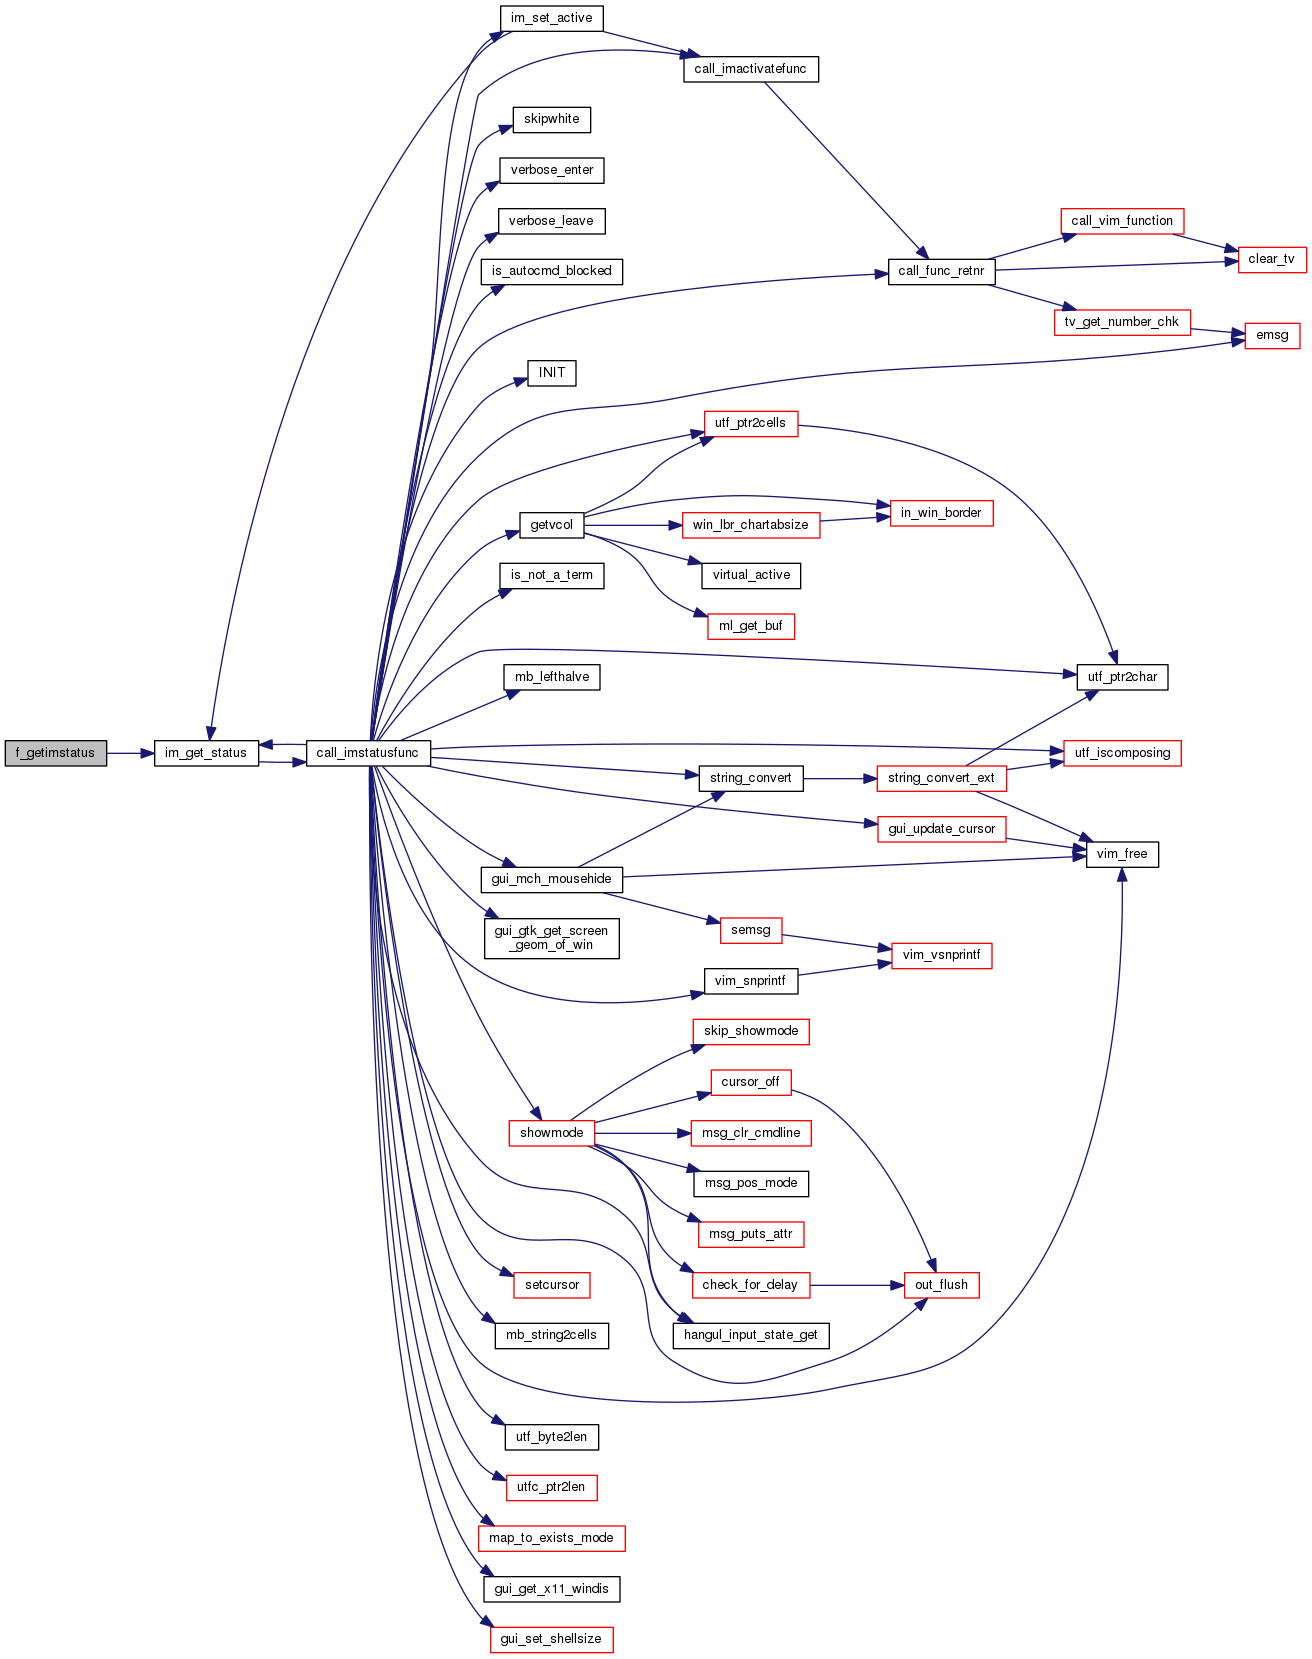 im_set_active
call_imactivatefunc
skipwhite
verbose_enter
verbose_leave
call_vim_function
is_autocmd_blocked
call_func_retnr
clear_tv
tv_get_number_chk
emsg
INIT
utf_ptr2cells
getvcol
win_lbr_chartabsize
in_win_border
is_not_a_term
virtual_active
ml_get_buf
mb_lefthalve
utf_ptr2char
f_getimstatus
im_get_status
call_imstatusfunc
utf_iscomposing
string_convert
string_convert_ext
gui_update_cursor
vim_free
gui_mch_mousehide
gui_gtk_get_screen
_geom_of_win
semsg
vim_vsnprintf
vim_snprintf
skip_showmode
cursor_off
showmode
msg_clr_cmdline
msg_pos_mode
msg_puts_attr
setcursor
check_for_delay
out_flush
mb_string2cells
hangul_input_state_get
utf_byte2len
utfc_ptr2len
map_to_exists_mode
gui_get_x11_windis
gui_set_shellsize